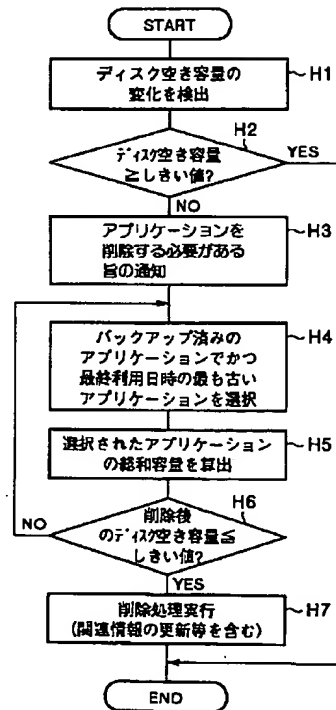 START
ディスク空き容量の
変化を検出
H1
H2
ディスク空き容量
≧しきい値?
YES
NO
アプリケーションを
削除する必要がある
旨の通知
H3
バックアップ済みの
アプリケーションでかつ
最終利用日時の最も古い
アプリケーションを選択
H4
選択されたアプリケーション
の総和容量を算出
H5
H6
削除後
のディスク空き容量≦
しきい値?
NO
YES
削除処理実行
(関連情報の更新等を含む)
H7
END